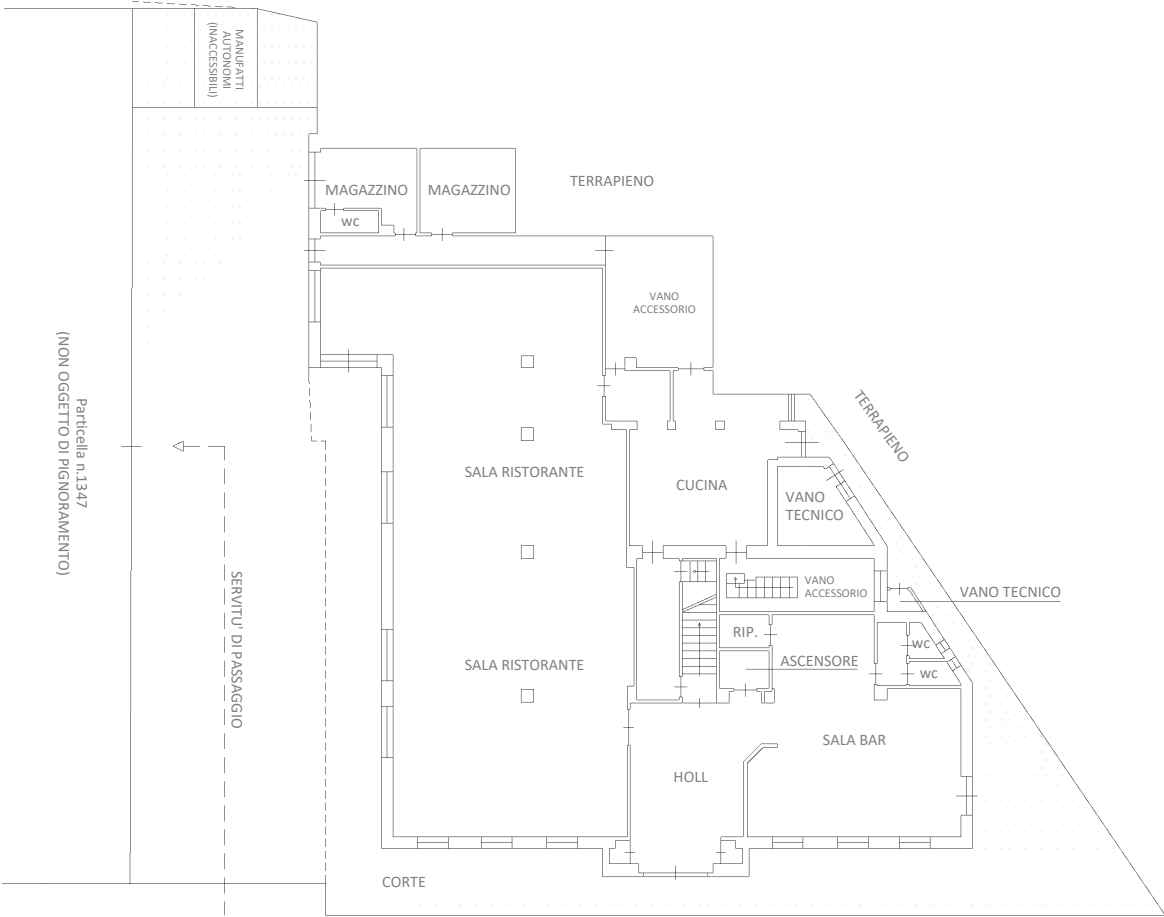 MANUFATTI
AUTONOMI
(INACCESSIBILI)
TERRAPIENO
MAGAZZINO
MAGAZZINO
WC
VANO
ACCESSORIO
Particella n.1347
(NON OGGETTO DI PIGNORAMENTO)
TERRAPIENO
SALA RISTORANTE
CUCINA
VANO
TECNICO
SERVITU' DI PASSAGGIO
VANO
ACCESSORIO
VANO TECNICO
RIP.
WC
SALA RISTORANTE
ASCENSORE
WC
SALA BAR
HOLL
CORTE